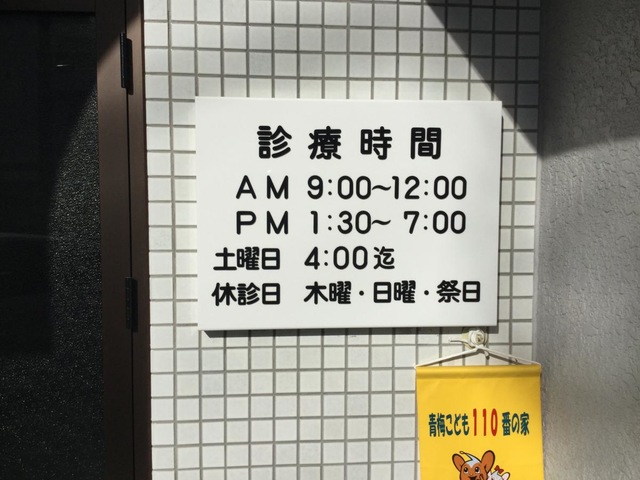 診療時間
AM 9:00～12:00
PM 1:30～ 7:00
土曜日 4:00迄
休診日 木曜・日曜・祭日
青梅こども110番の家